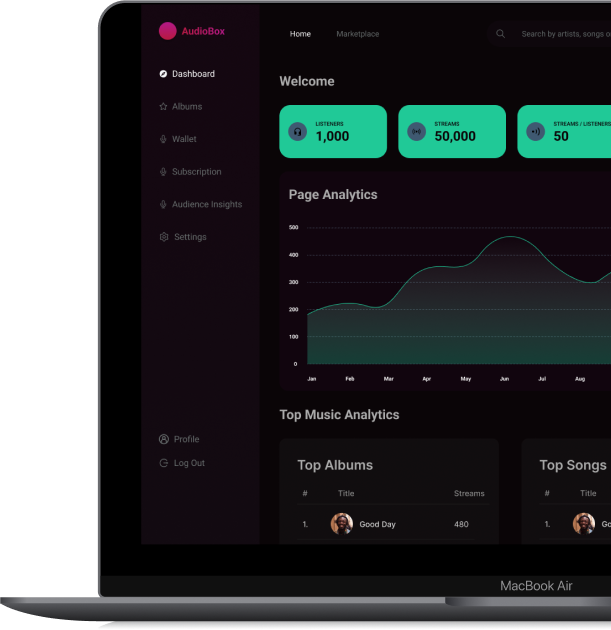 AudioBox
Home Marketplace
Search by artists, songs o
Dashboard
Albums
Wallet
Subscription
Audience Insights
Settings
Profile
Log Out
Welcome
LISTENERS
1,000
STREAMS
50,000
STREAMS / LISTENERS
50
Page Analytics
500
400
300
200
100
0
Jan Feb Mar Apr May Jun Jul Aug
Top Music Analytics
Top Albums
# Title Streams
1. Good Day 480
Top Songs
# Title
1. Go
MacBook Air